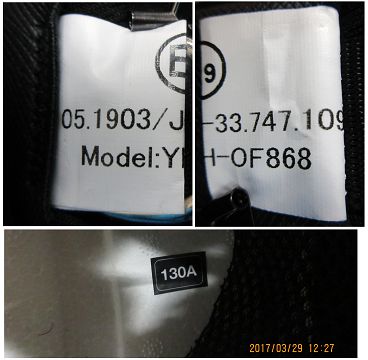 E
05.1903/J
Model:Y
9
-33.747.109
H-OF868
130A
2017/03/29 12:27